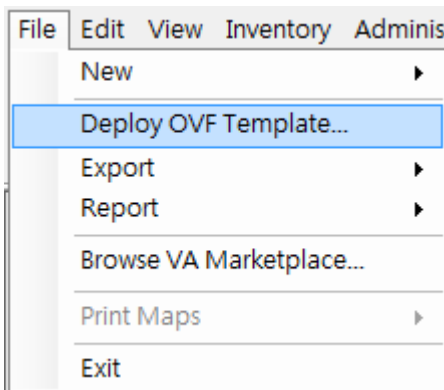 File Edit View Inventory Adminis
New
Deploy OVF Template...
Export
Report
Browse VA Marketplace...
Print Maps
Exit